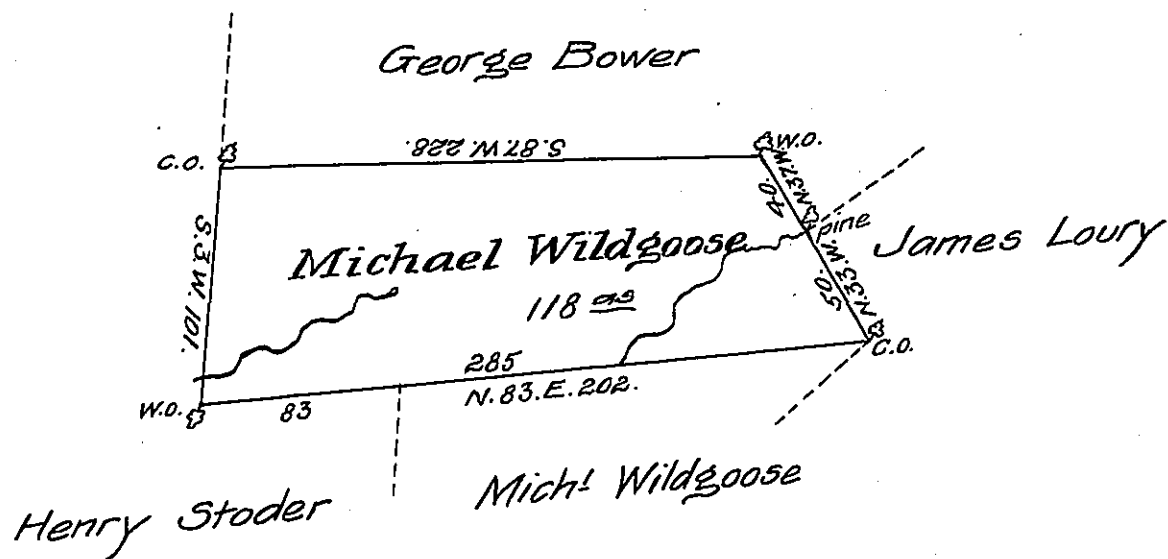 George Bower
S.87.W.228.
C.O.
W.O.
N.37.W.
40.
pine
James Loury
S.3.W.101.
Michael Wildgoose
118 as
N.33.W.
50.
C.O.
285
N.83.E.202.
W.O.
83
Michl Wildgoose
Henry Stoder